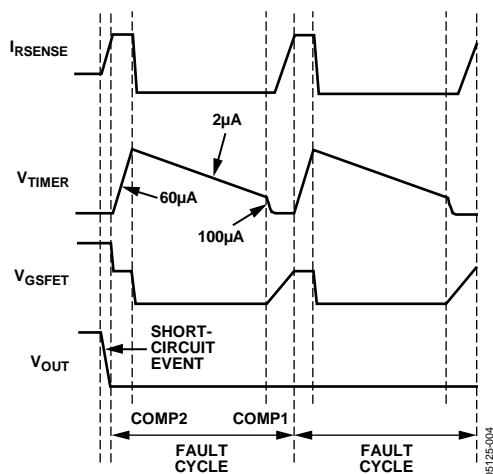 IRSENSE
2µA
VTIMER
60µA
100µA
VGSFET
SHORT-
CIRCUIT
EVENT
VOUT
COMP2 COMP1
FAULT
CYCLE
FAULT
CYCLE
05125-004